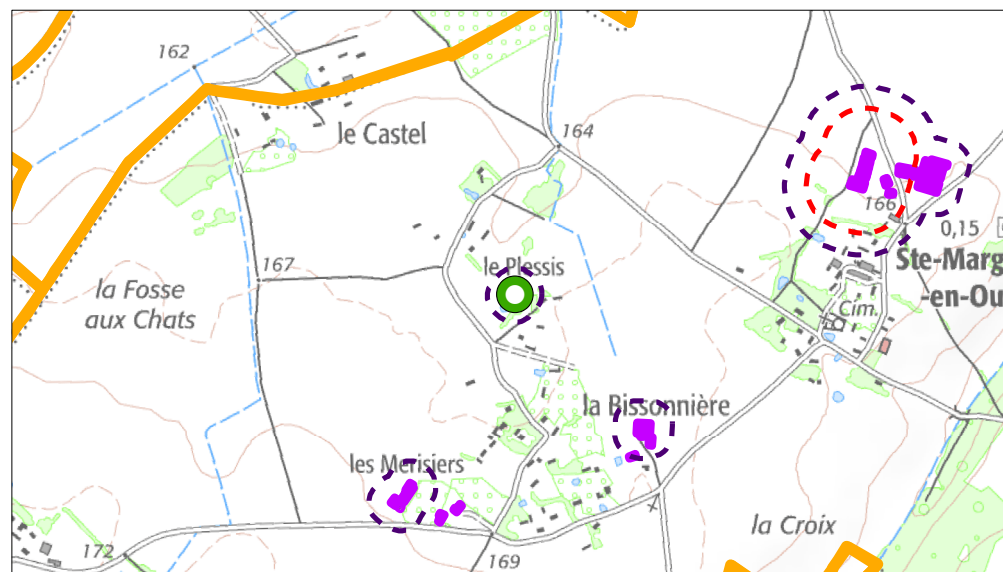 162
le Castel
164
166
0,15
le Plessis
Ste-Marg
-en-Ou
167
la Fosse
aux Chats
Cim.
la Bissonnière
les Merisiers
la Croix
172
169